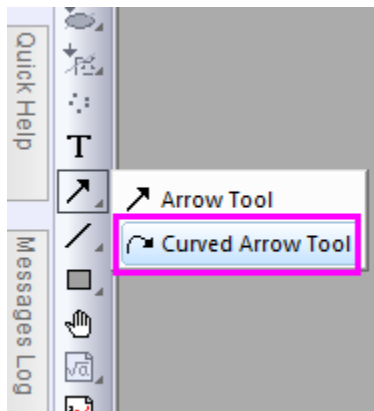 Quick Help
T
Arrow Tool
Curved Arrow Tool
Messages Log
√α